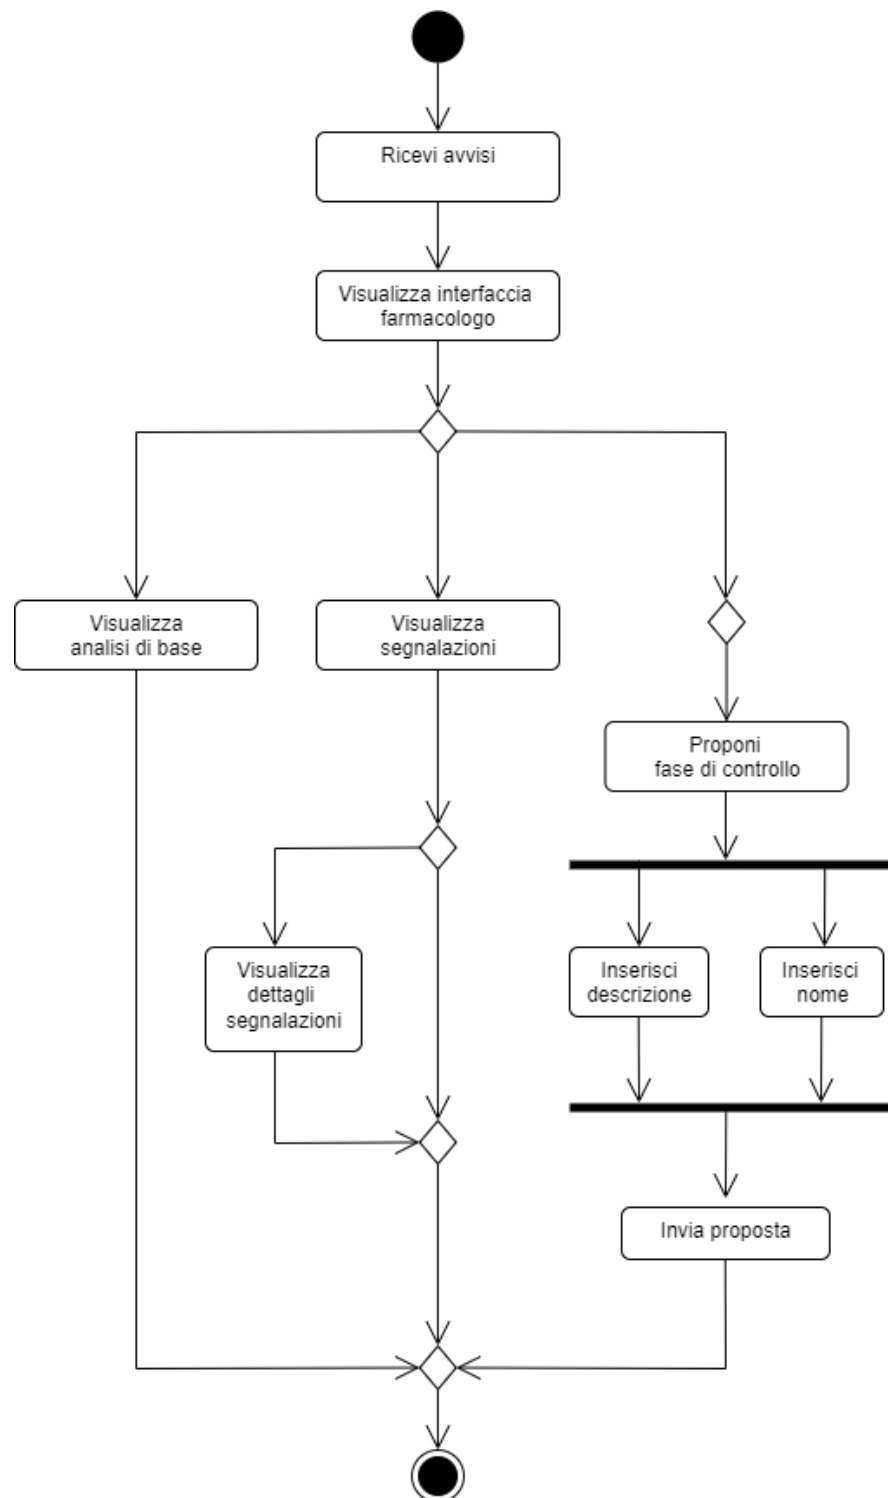 Ricevi avvisi
Visualizza interfaccia
farmacologo
Visualizza
analisi di base
Visualizza
segnalazioni
Proponi
fase di controllo
Visualizza
dettagli
segnalazioni
Inserisci
descrizione
Inserisci
nome
Invia proposta